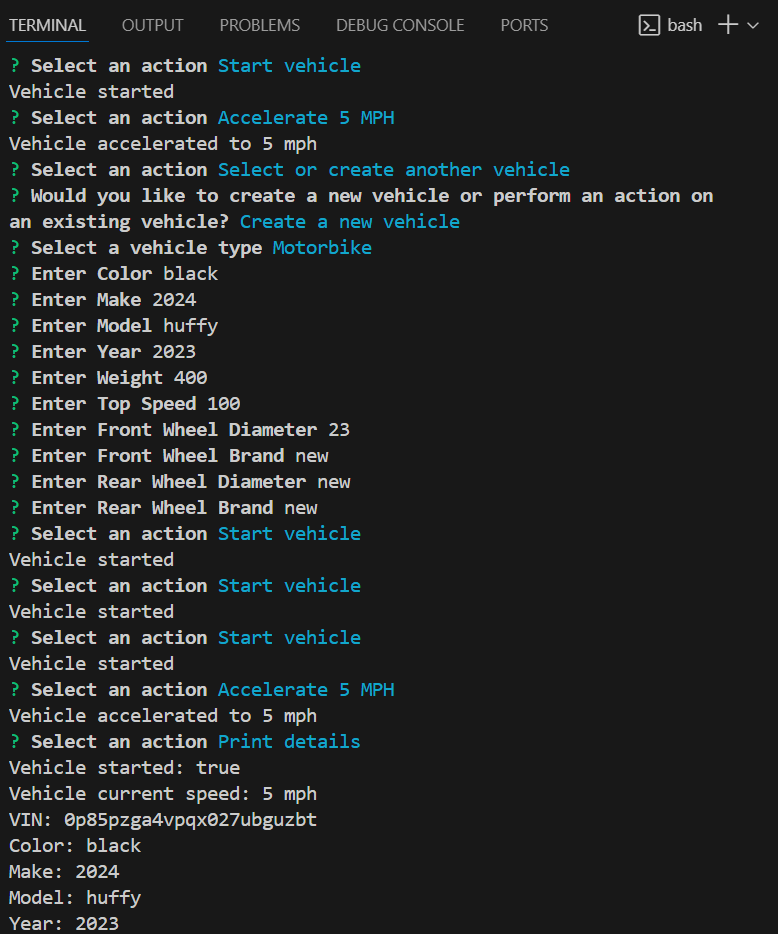 TERMINAL OUTPUT PROBLEMS DEBUG CONSOLE PORTS bash
? Select an action Start vehicle
Vehicle started
? Select an action Accelerate 5 MPH
Vehicle accelerated to 5 mph
? Select an action Select or create another vehicle
? Would you like to create a new vehicle or perform an action on
an existing vehicle? Create a new vehicle
? Select a vehicle type Motorbike
? Enter Color black
? Enter Make 2024
? Enter Model huffy
? Enter Year 2023
? Enter Weight 400
? Enter Top Speed 100
? Enter Front Wheel Diameter 23
? Enter Front Wheel Brand new
? Enter Rear Wheel Diameter new
? Enter Rear Wheel Brand new
? Select an action Start vehicle
Vehicle started
? Select an action Start vehicle
Vehicle started
? Select an action Start vehicle
Vehicle started
? Select an action Accelerate 5 MPH
Vehicle accelerated to 5 mph
? Select an action Print details
Vehicle started: true
Vehicle current speed: 5 mph
VIN: 0p85pzga4vpqx027ubguzbt
Color: black
Make: 2024
Model: huffy
Year: 2023